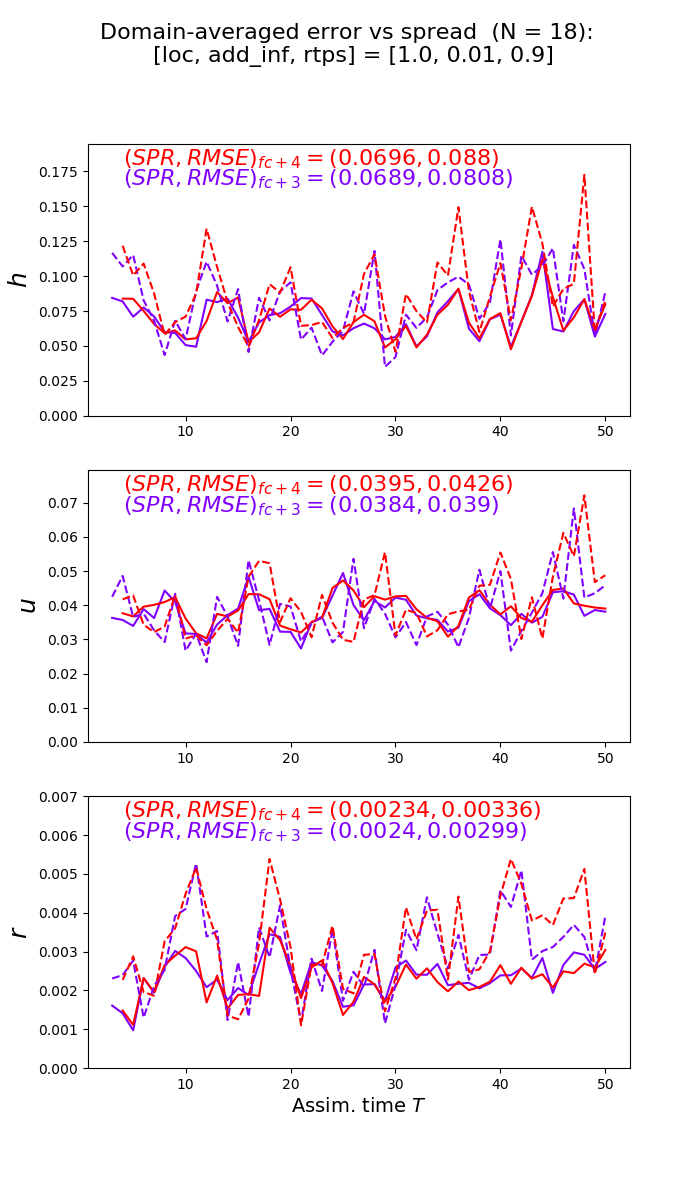 Domain-averaged error vs spread (N = 18):
[loc, add_inf, rtps] = [1.0, 0.01, 0.9]
(SPR, RMSE)fc+4 = (0.0696, 0.088)
(SPR, RMSE)fc+3 = (0.0689, 0.0808)
0.175
0.150
0.125
0.100
0.075
0.050
0.025
0.000
h
10 20 30 40 50
(SPR, RMSE)fc+4 = (0.0395, 0.0426)
(SPR, RMSE)fc+3 = (0.0384, 0.039)
0.07
0.06
0.05
0.04
0.03
0.02
0.01
0.00
u
10 20 30 40 50
(SPR, RMSE)fc+4 = (0.00234, 0.00336)
(SPR, RMSE)fc+3 = (0.0024, 0.00299)
0.007
0.006
0.005
0.004
0.003
0.002
0.001
0.000
r
10 20 30 40 50
Assim. time T